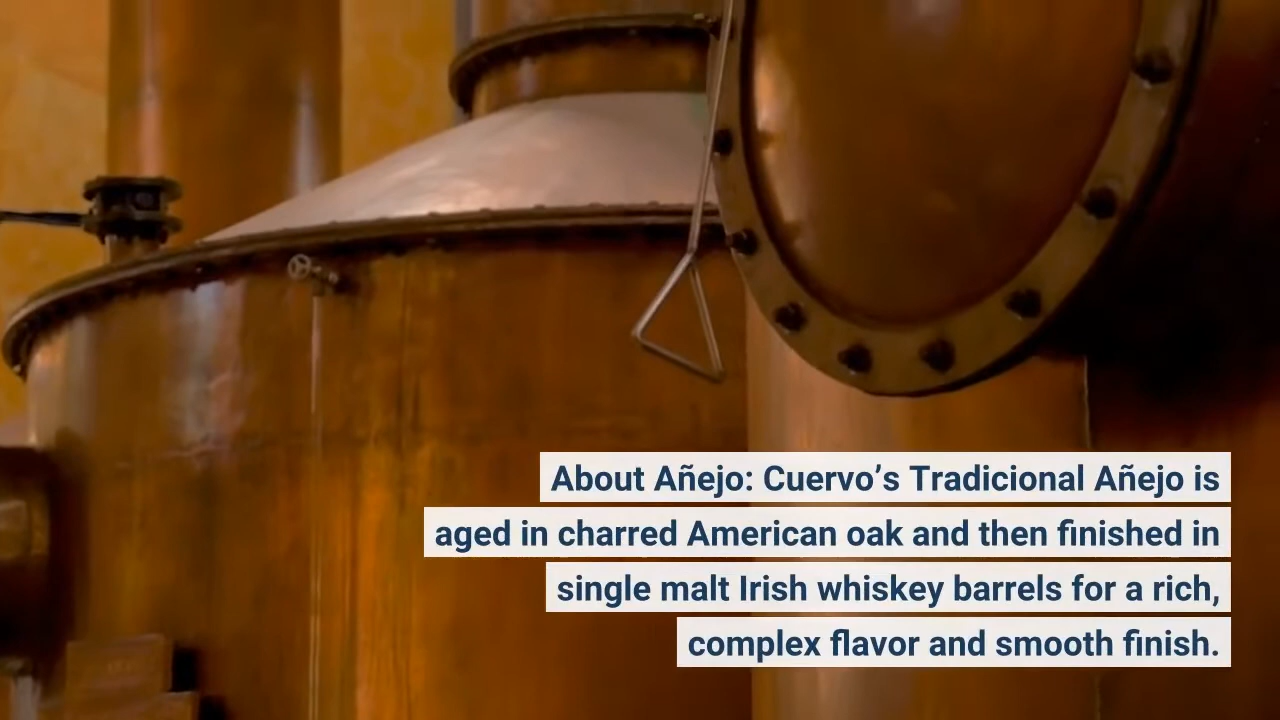 About Añejo: Cuervo’s Tradicional Añejo is
aged in charred American oak and then finished in
single malt Irish whiskey barrels for a rich,
complex flavor and smooth finish.